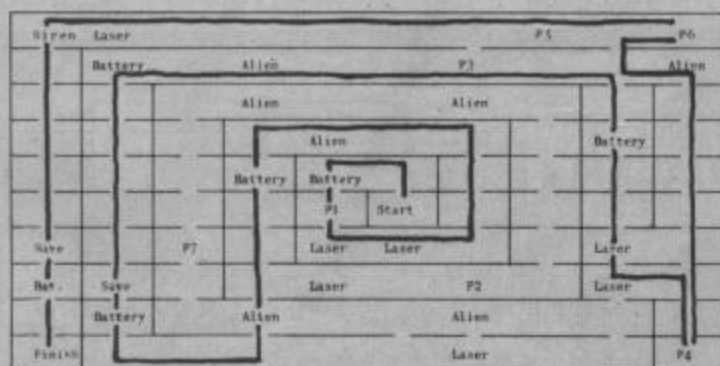 Siren Laser P5 P6
Battery Alien P3 Alien
Alien Alien
Alien Battery
Battery Battery
P1 Start
Save P7 Laser Laser Laser
Bat. Save Laser P2 Laser
Battery Alien Alien
Finish Laser P4